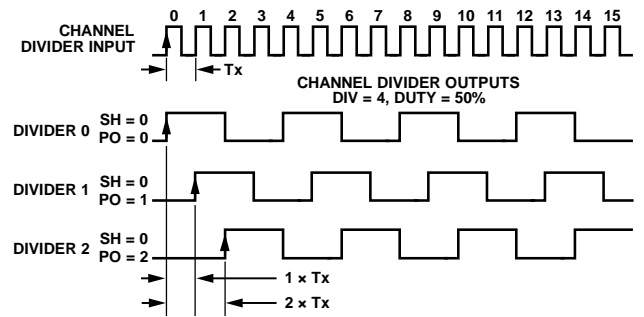 0 1 2 3 4 5 6 7 8 9 10 11 12 13 14 15
CHANNEL
DIVIDER INPUT
Tx
CHANNEL DIVIDER OUTPUTS
DIV = 4, DUTY = 50%
DIVIDER 0
SH = 0
PO = 0
DIVIDER 1
SH = 0
PO = 1
DIVIDER 2
SH = 0
PO = 2
1 × Tx
2 × Tx